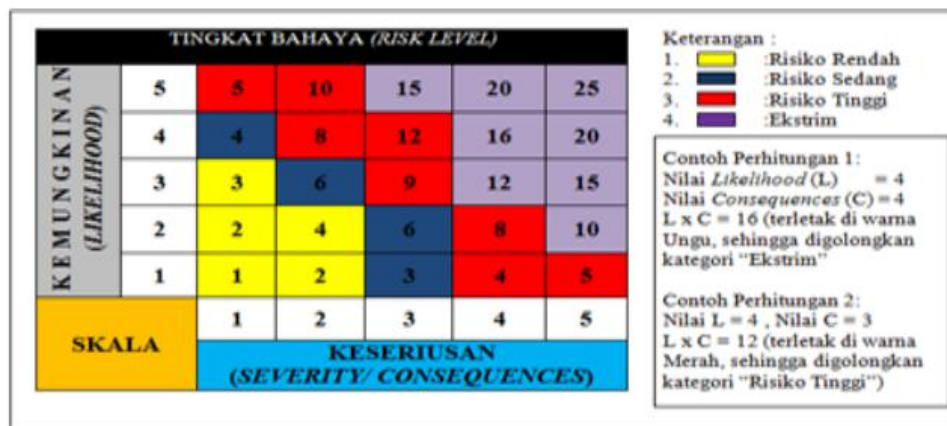 TINGKAT BAHAYA (RISK LEVEL)
KEMUNGKINAN
(LIKELIHOOD)
5 5 10 15 20 25
4 4 8 12 16 20
3 3 6 9 12 15
2 2 4 6 8 10
1 1 2 3 4 5
SKALA
1 2 3 4 5
KESERIUSAN
(SEVERITY/ CONSEQUENCES)
Keterangan :
1. :Risiko Rendah
2. :Risiko Sedang
3. :Risiko Tinggi
4. :Ekstrim
Contoh Perhitungan 1:
Nilai Likelihood (L) = 4
Nilai Consequences (C) = 4
L x C = 16 (terletak di warna
Ungu, sehingga digolongkan
kategori “Ekstrim”
Contoh Perhitungan 2:
Nilai L = 4 , Nilai C = 3
L x C = 12 (terletak di warna
Merah, sehingga digolongkan
kategori “Risiko Tinggi”)